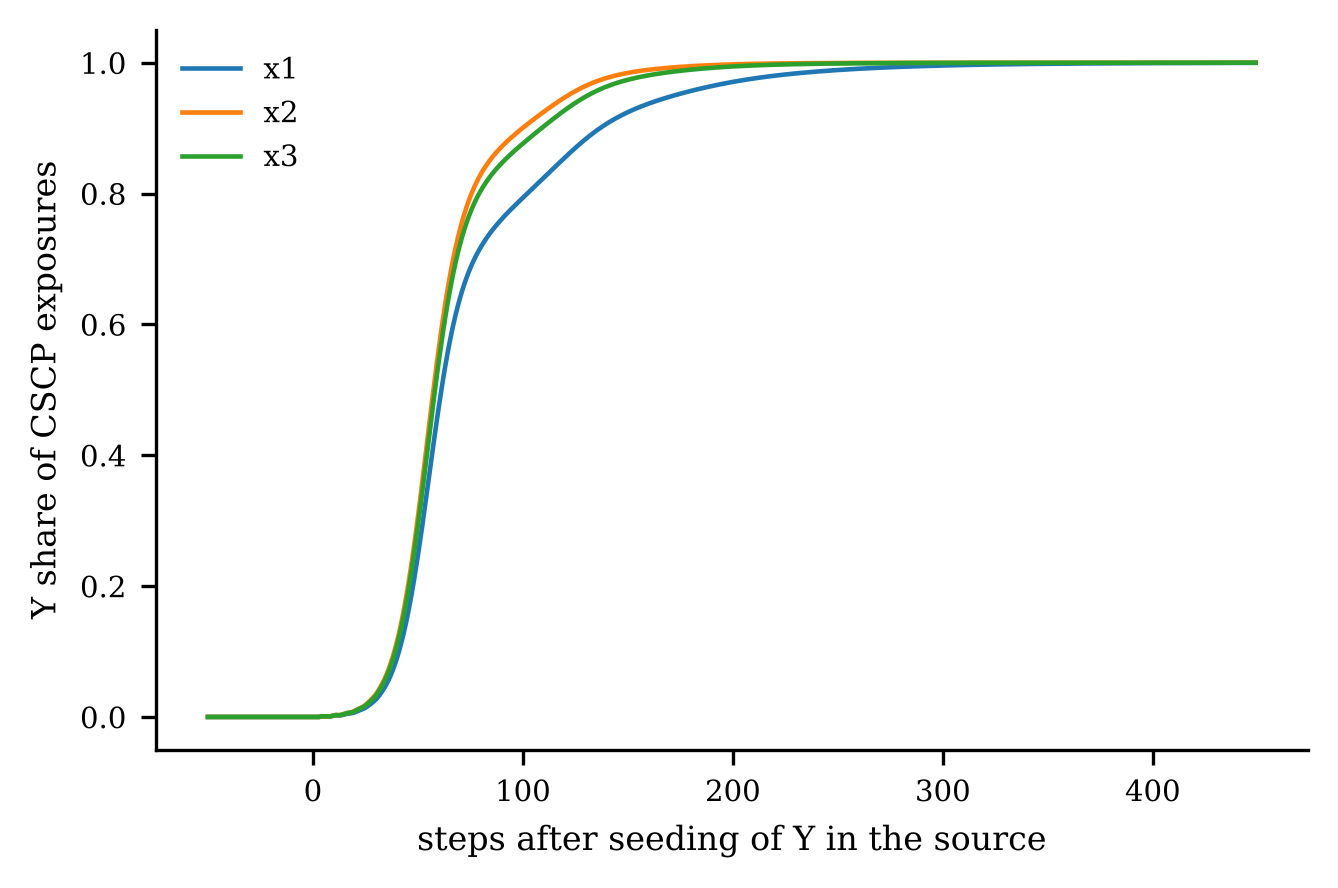 x1
x2
x3
1.0
0.8
0.6
0.4
0.2
0.0
Y share of CSCP exposures
0 100 200 300 400
steps after seeding of Y in the source